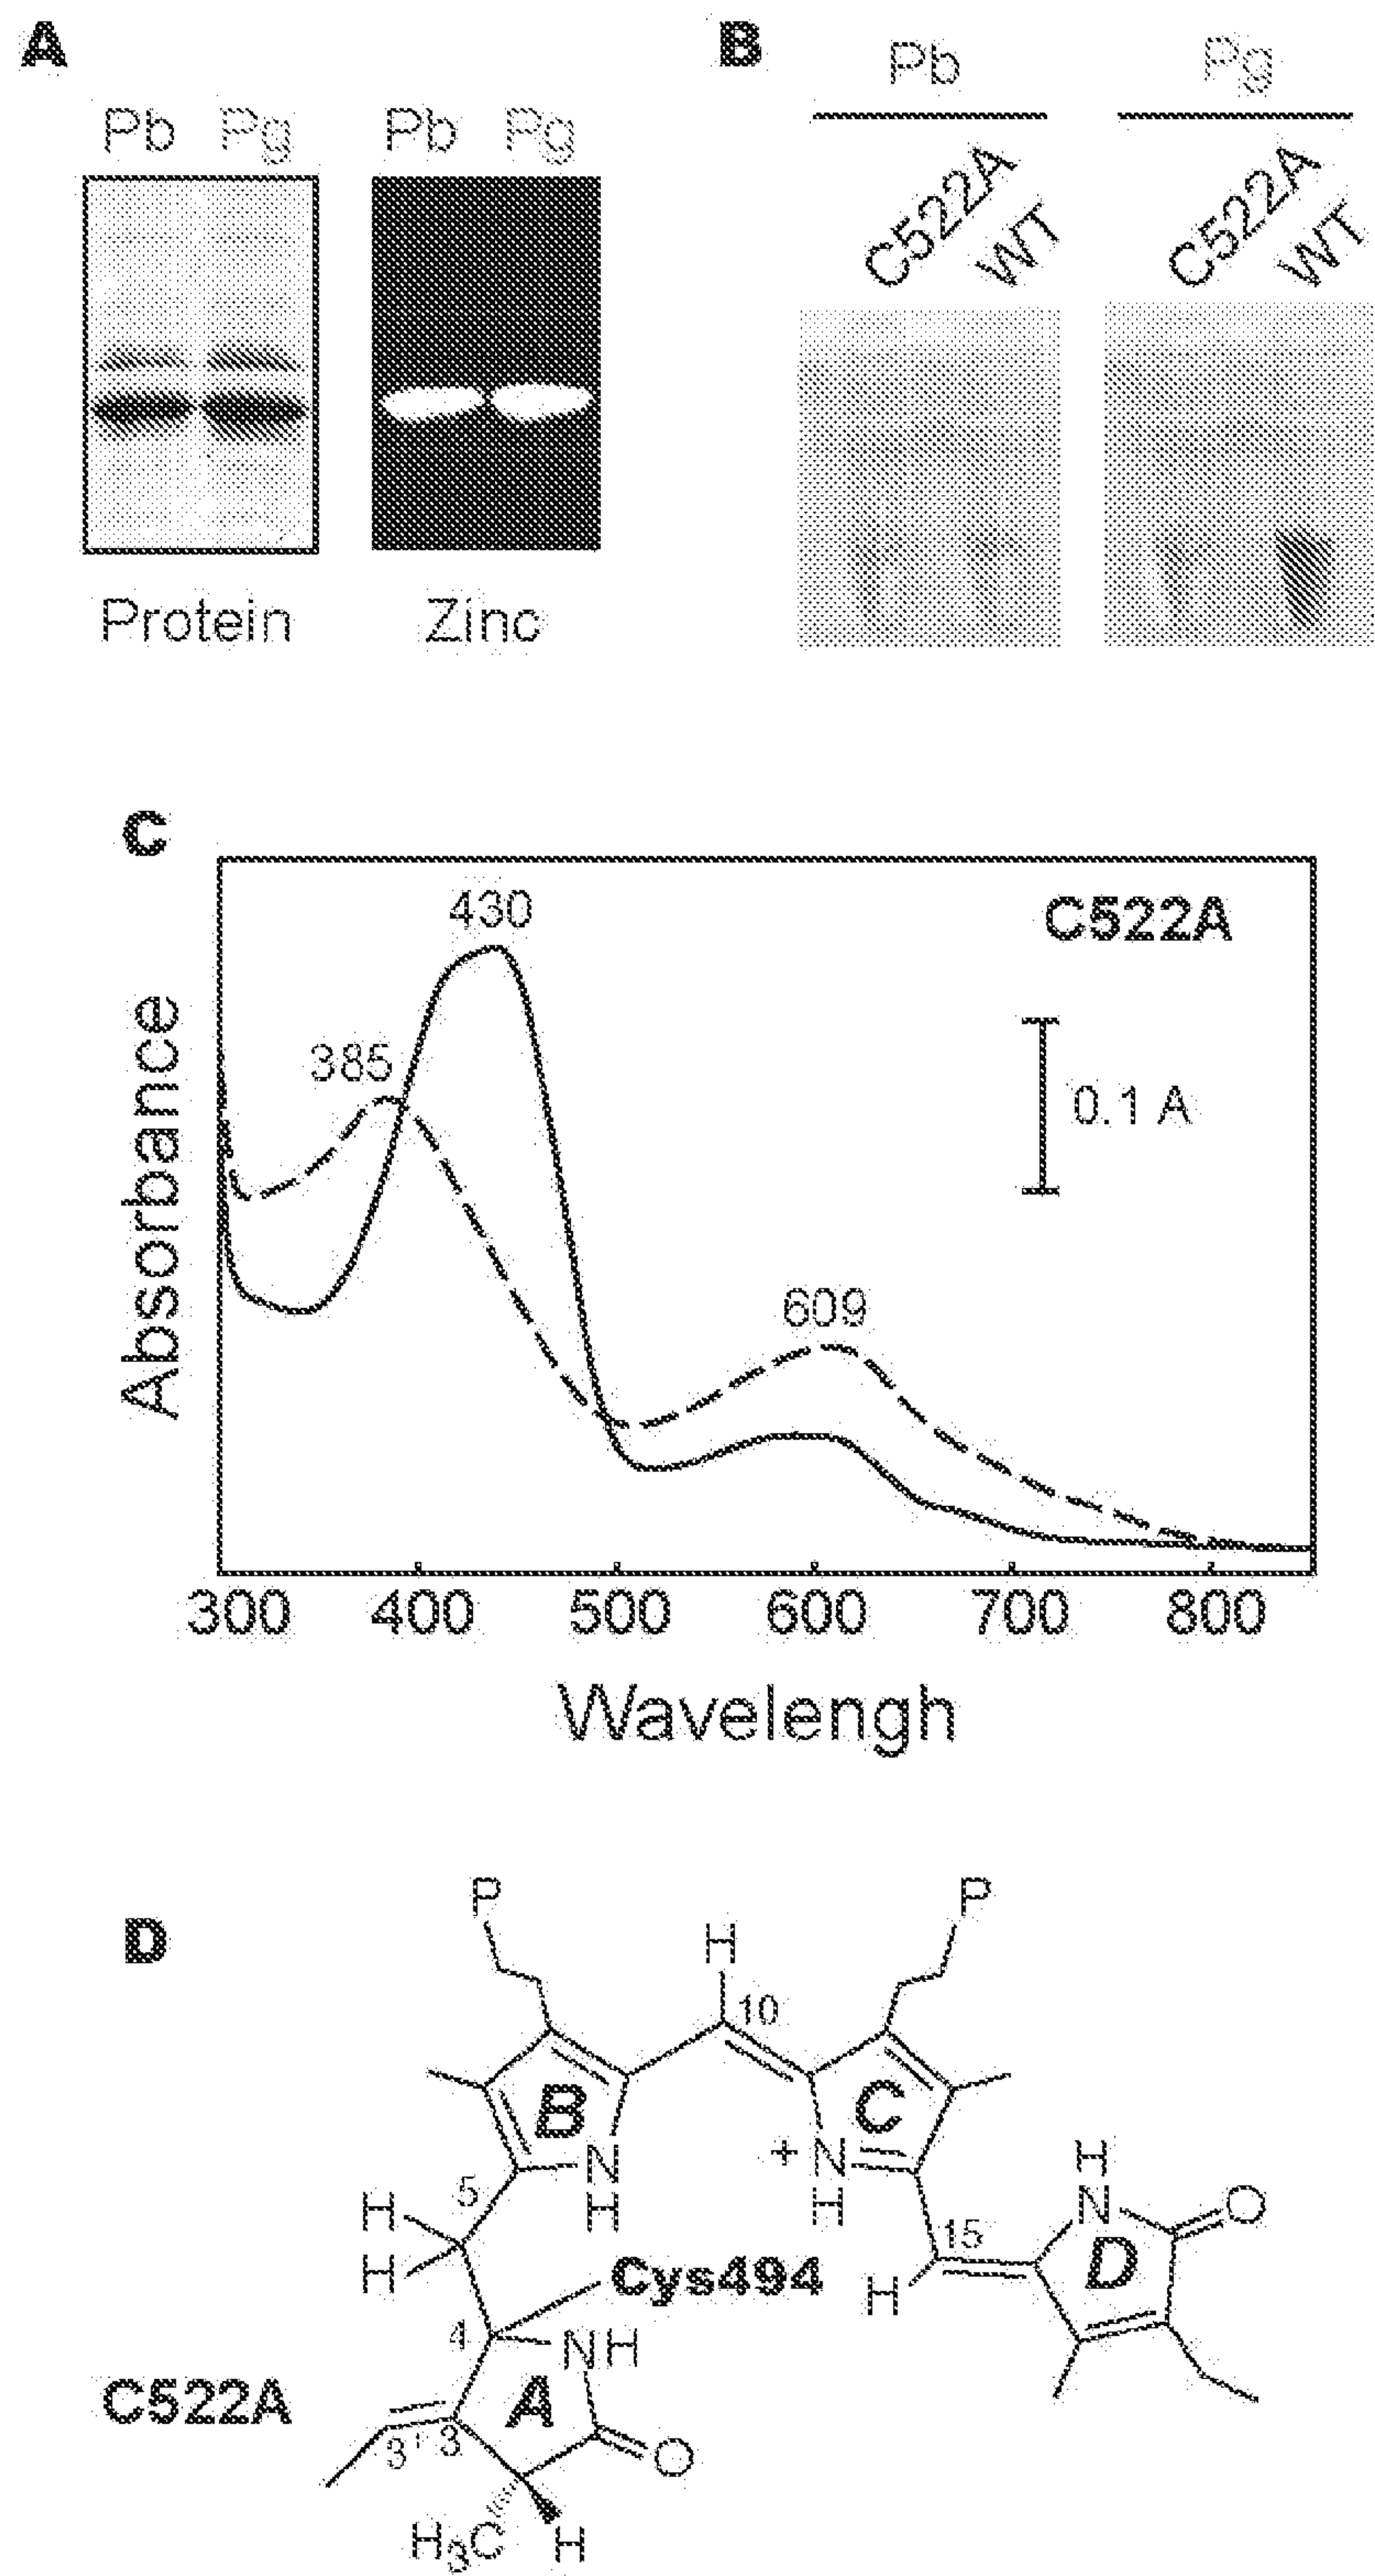 A
Pb Pg Pb Pg
Protein Zinc
B
Pb Pg
C522A WT C522A WT
C
C522A
430
385
609
0.1 A
Absorbance
300 400 500 600 700 800
Wavelengh
D
P P
H
10
B C
N + N
H H
5 15
H H
H
H
N
O
D
Cys494
4 NH
C522A
A
3' 3
O
H3C H